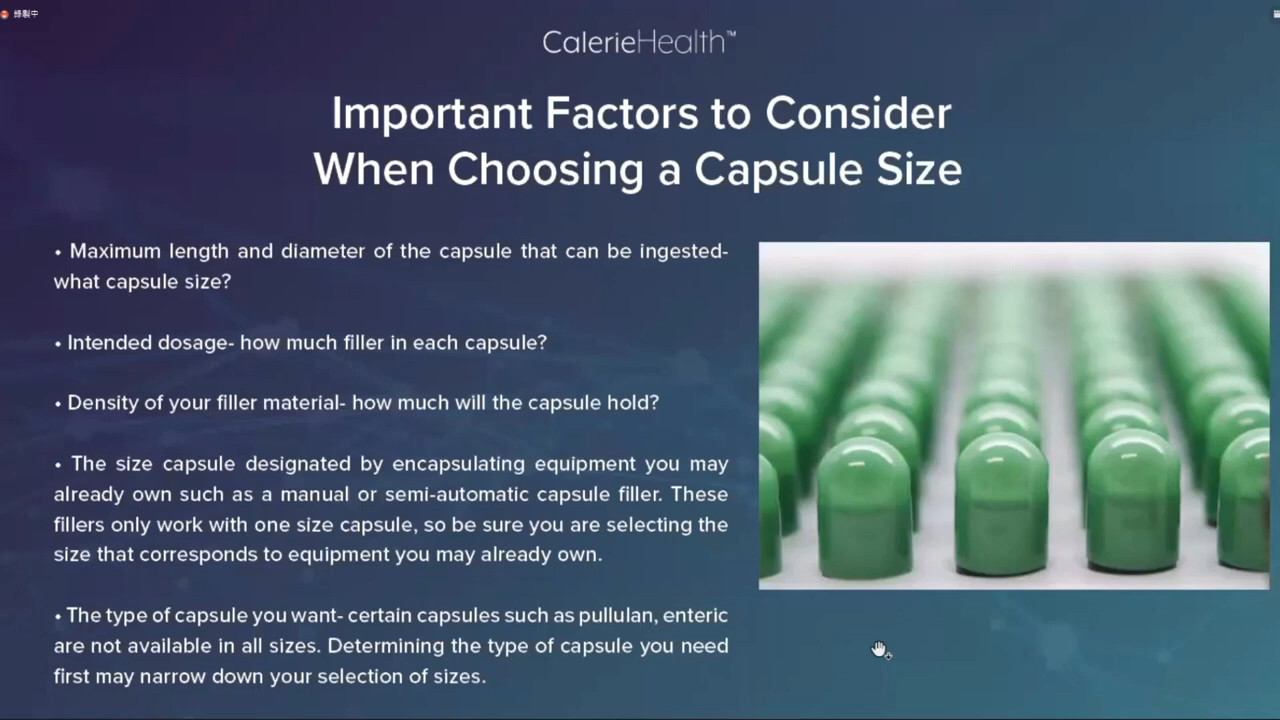 錄製中
CalerieHealth™
Important Factors to Consider
When Choosing a Capsule Size
• Maximum length and diameter of the capsule that can be ingested-
what capsule size?
• Intended dosage- how much filler in each capsule?
• Density of your filler material- how much will the capsule hold?
• The size capsule designated by encapsulating equipment you may
already own such as a manual or semi-automatic capsule filler. These
fillers only work with one size capsule, so be sure you are selecting the
size that corresponds to equipment you may already own.
• The type of capsule you want- certain capsules such as pullulan, enteric
are not available in all sizes. Determining the type of capsule you need
first may narrow down your selection of sizes.